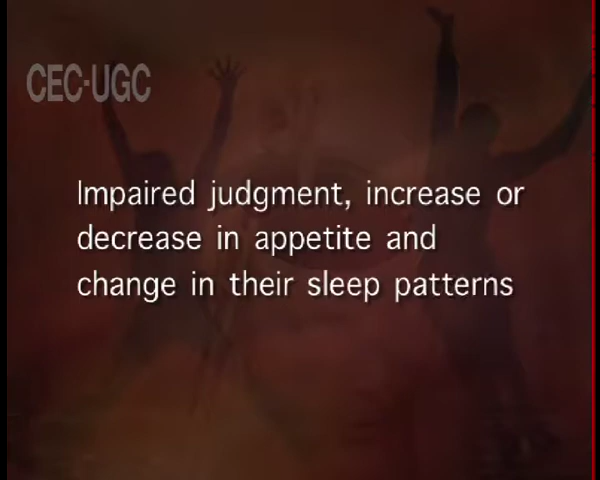 CEC-UGC
Impaired judgment, increase or
decrease in appetite and
change in their sleep patterns